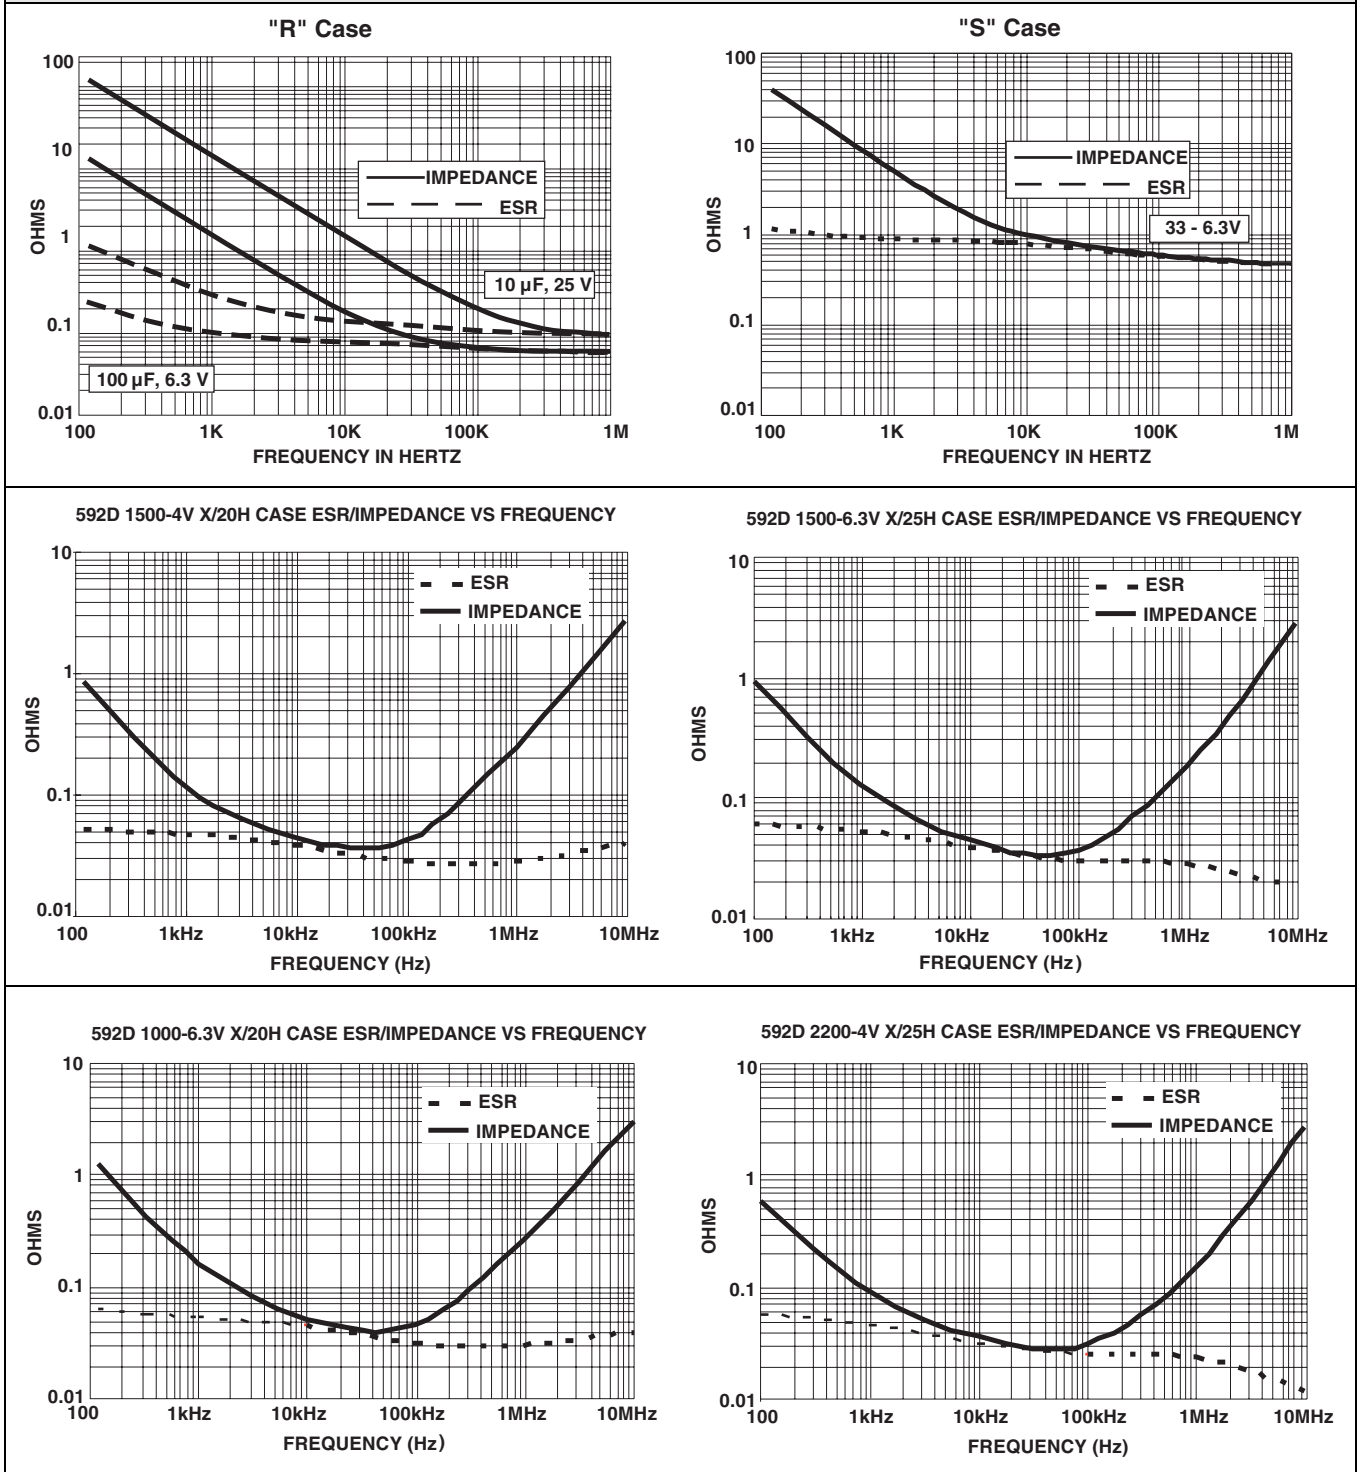 "R" Case
100
10
1
0.1
0.01
OHMS
IMPEDANCE
ESR
10 µF, 25 V
100 µF, 6.3 V
100 1K 10K 100K 1M
FREQUENCY IN HERTZ
"S" Case
100
10
1
0.1
0.01
OHMS
IMPEDANCE
ESR
33 - 6.3V
100 1K 10K 100K 1M
FREQUENCY IN HERTZ
592D 1500-4V X/20H CASE ESR/IMPEDANCE VS FREQUENCY
10
1
0.1
0.01
OHMS
ESR
IMPEDANCE
100 1kHz 10kHz 100kHz 1MHz 10MHz
FREQUENCY (Hz)
592D 1500-6.3V X/25H CASE ESR/IMPEDANCE VS FREQUENCY
10
1
0.1
0.01
OHMS
ESR
IMPEDANCE
100 1kHz 10kHz 100kHz 1MHz 10MHz
FREQUENCY (Hz)
592D 1000-6.3V X/20H CASE ESR/IMPEDANCE VS FREQUENCY
10
1
0.1
0.01
OHMS
ESR
IMPEDANCE
100 1kHz 10kHz 100kHz 1MHz 10MHz
FREQUENCY (Hz)
592D 2200-4V X/25H CASE ESR/IMPEDANCE VS FREQUENCY
10
1
0.1
0.01
OHMS
ESR
IMPEDANCE
100 1kHz 10kHz 100kHz 1MHz 10MHz
FREQUENCY (Hz)